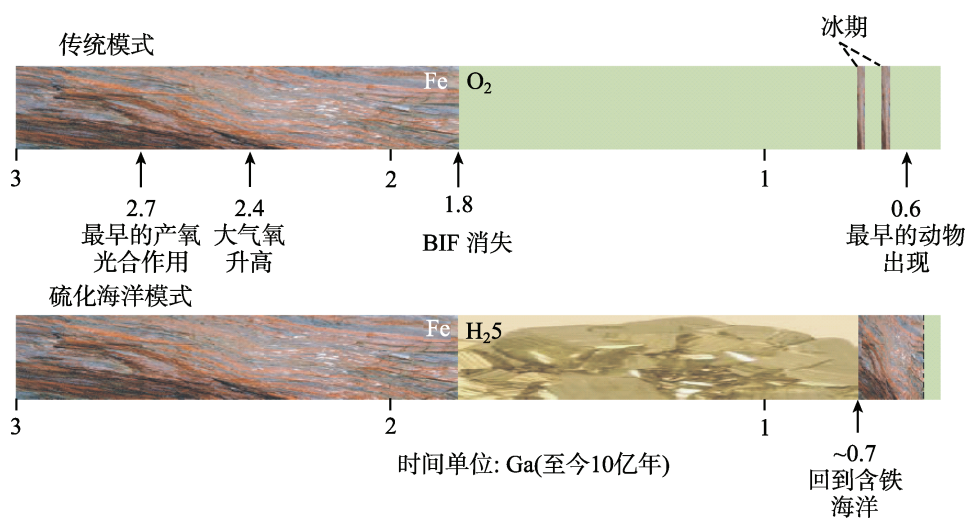 传统模式
冰期
Fe O₂
3 2 1
2.7
最早的产氧
光合作用
2.4
大气氧
升高
1.8
BIF 消失
0.6
最早的动物
出现
硫化海洋模式
Fe H₂5
3 2 1
时间单位: Ga(至今10亿年)
~0.7
回到含铁
海洋